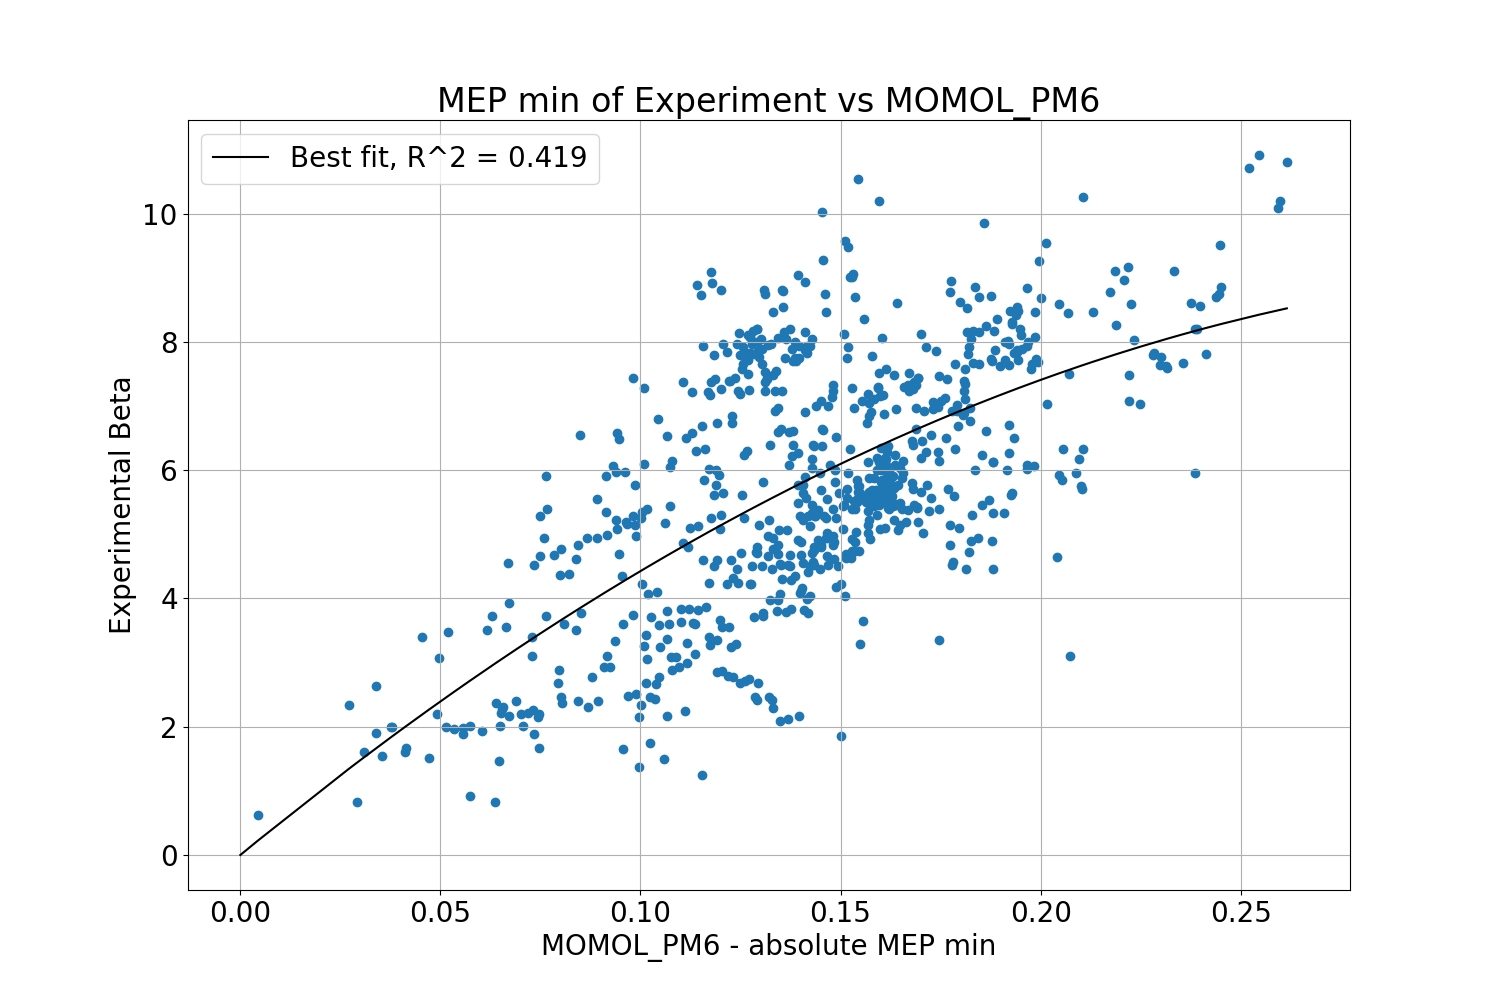 MEP min of Experiment vs MOMOL_PM6
Best fit, R^2 = 0.419
Experimental Beta
10
8
6
4
2
0
0.00 0.05 0.10 0.15 0.20 0.25
MOMOL_PM6 - absolute MEP min